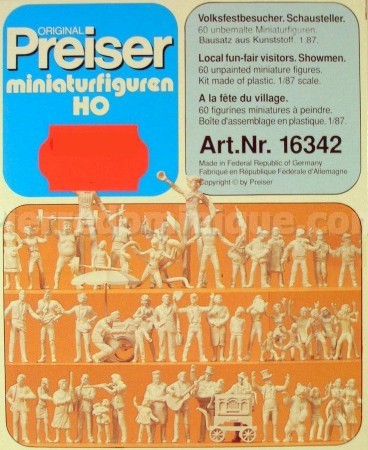 ORIGINAL
Preiser
miniaturfiguren
HO
Volksfestbesucher. Schausteller.
60 unbemalte Miniaturfiguren.
Bausatz aus Kunststoff. 1:87.
Local fun-fair visitors. Showmen.
60 unpainted miniature figures.
Kit made of plastic. 1/87 scale.
A la fête du village.
60 figurines miniatures à peindre.
Boîte d'assemblage en plastique. 1/87.
Art.Nr. 16342
Made in Federal Republic of Germany
Fabriqué en République Fédérale d'Allemagne
Copyright © by Preiser